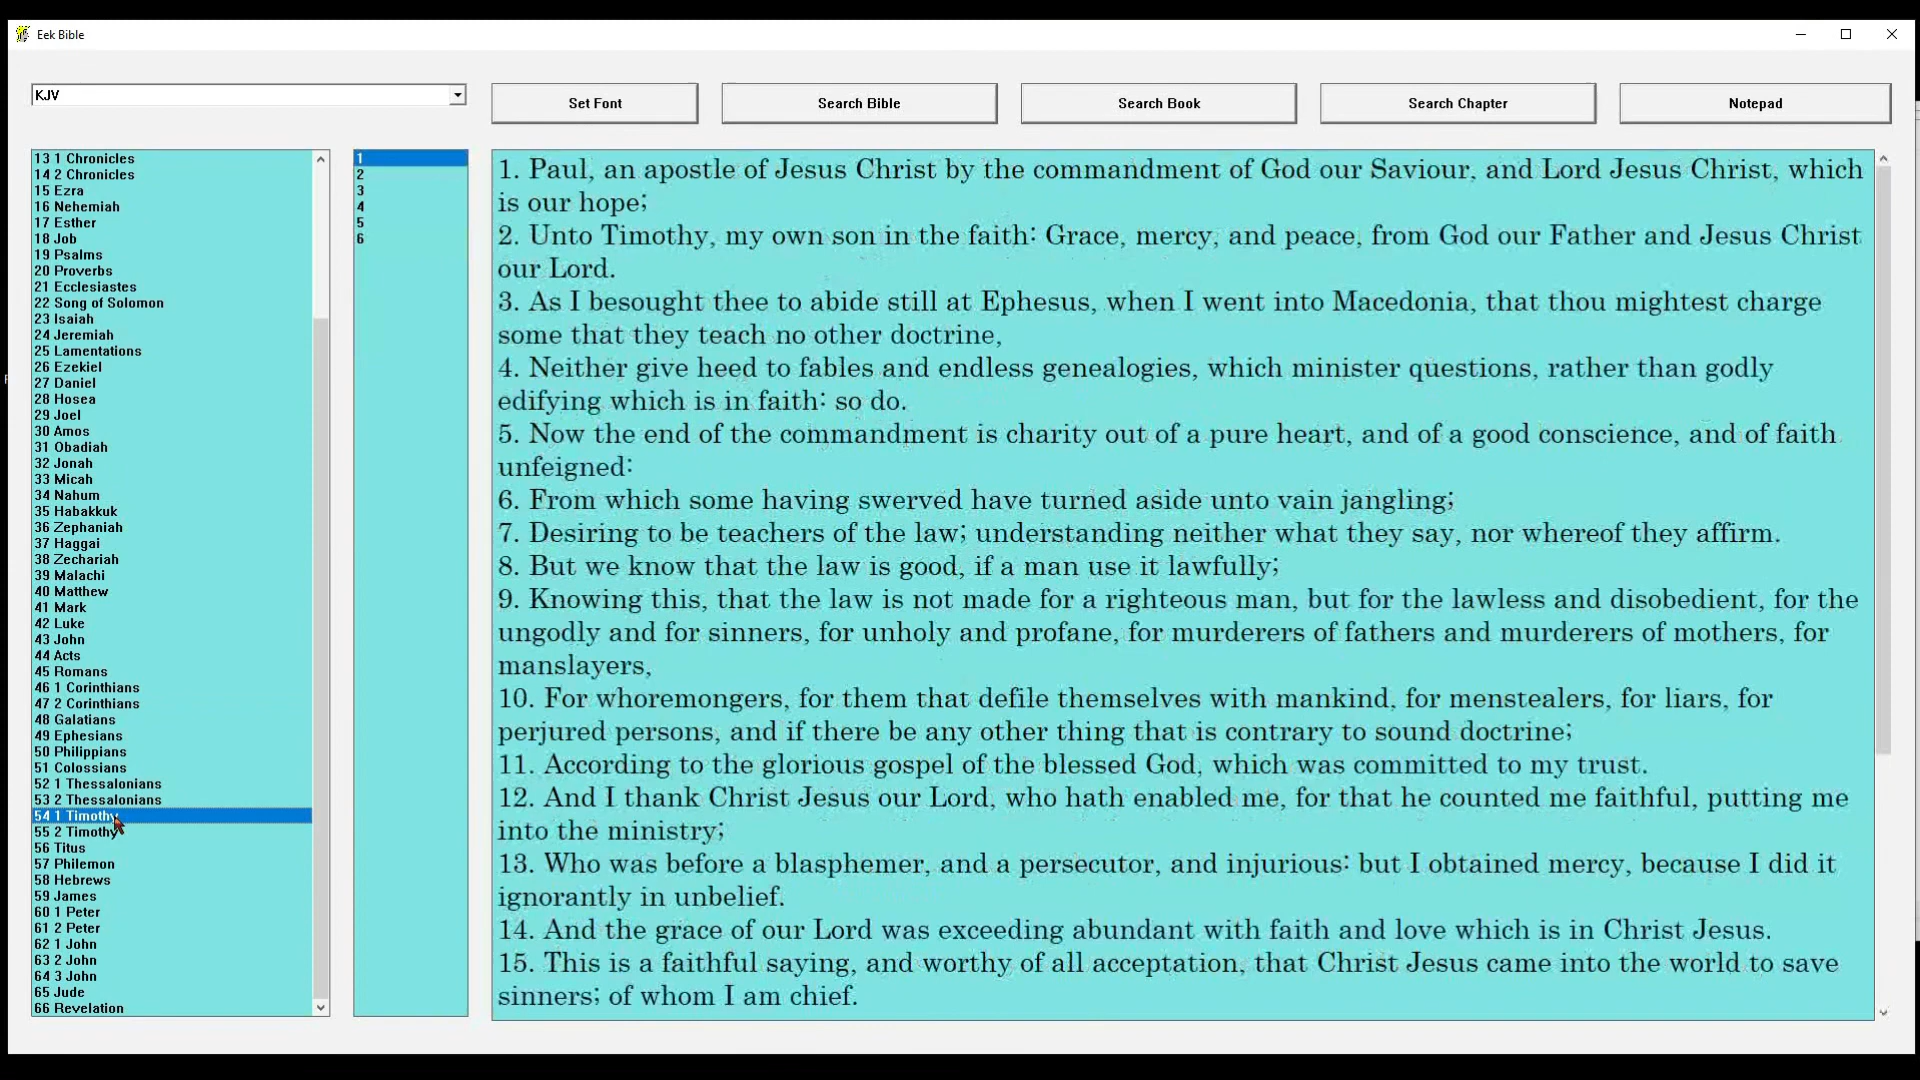 Eek Bible
KJV
Set Font
Search Bible
Search Book
Search Chapter
Notepad
13 1 Chronicles
14 2 Chronicles
15 Ezra
16 Nehemiah
17 Esther
18 Job
19 Psalms
20 Proverbs
21 Ecclesiastes
22 Song of Solomon
23 Isaiah
24 Jeremiah
25 Lamentations
26 Ezekiel
27 Daniel
28 Hosea
29 Joel
30 Amos
31 Obadiah
32 Jonah
33 Micah
34 Nahum
35 Habakkuk
36 Zephaniah
37 Haggai
38 Zechariah
39 Malachi
40 Matthew
41 Mark
42 Luke
43 John
44 Acts
45 Romans
46 1 Corinthians
47 2 Corinthians
48 Galatians
49 Ephesians
50 Philippians
51 Colossians
52 1 Thessalonians
53 2 Thessalonians
54 1 Timothy
55 2 Timothy
56 Titus
57 Philemon
58 Hebrews
59 James
60 1 Peter
61 2 Peter
62 1 John
63 2 John
64 3 John
65 Jude
66 Revelation
1
2
3
4
5
6
1. Paul, an apostle of Jesus Christ by the commandment of God our Saviour, and Lord Jesus Christ, which
is our hope;
2. Unto Timothy, my own son in the faith: Grace, mercy, and peace, from God our Father and Jesus Christ
our Lord.
3. As I besought thee to abide still at Ephesus, when I went into Macedonia, that thou mightest charge
some that they teach no other doctrine,
4. Neither give heed to fables and endless genealogies, which minister questions, rather than godly
edifying which is in faith: so do.
5. Now the end of the commandment is charity out of a pure heart, and of a good conscience, and of faith
unfeigned:
6. From which some having swerved have turned aside unto vain jangling;
7. Desiring to be teachers of the law; understanding neither what they say, nor whereof they affirm.
8. But we know that the law is good, if a man use it lawfully;
9. Knowing this, that the law is not made for a righteous man, but for the lawless and disobedient, for the
ungodly and for sinners, for unholy and profane, for murderers of fathers and murderers of mothers, for
manslayers,
10. For whoremongers, for them that defile themselves with mankind, for menstealers, for liars, for
perjured persons, and if there be any other thing that is contrary to sound doctrine;
11. According to the glorious gospel of the blessed God, which was committed to my trust.
12. And I thank Christ Jesus our Lord, who hath enabled me, for that he counted me faithful, putting me
into the ministry;
13. Who was before a blasphemer, and a persecutor, and injurious: but I obtained mercy, because I did it
ignorantly in unbelief.
14. And the grace of our Lord was exceeding abundant with faith and love which is in Christ Jesus.
15. This is a faithful saying, and worthy of all acceptation, that Christ Jesus came into the world to save
sinners; of whom I am chief.